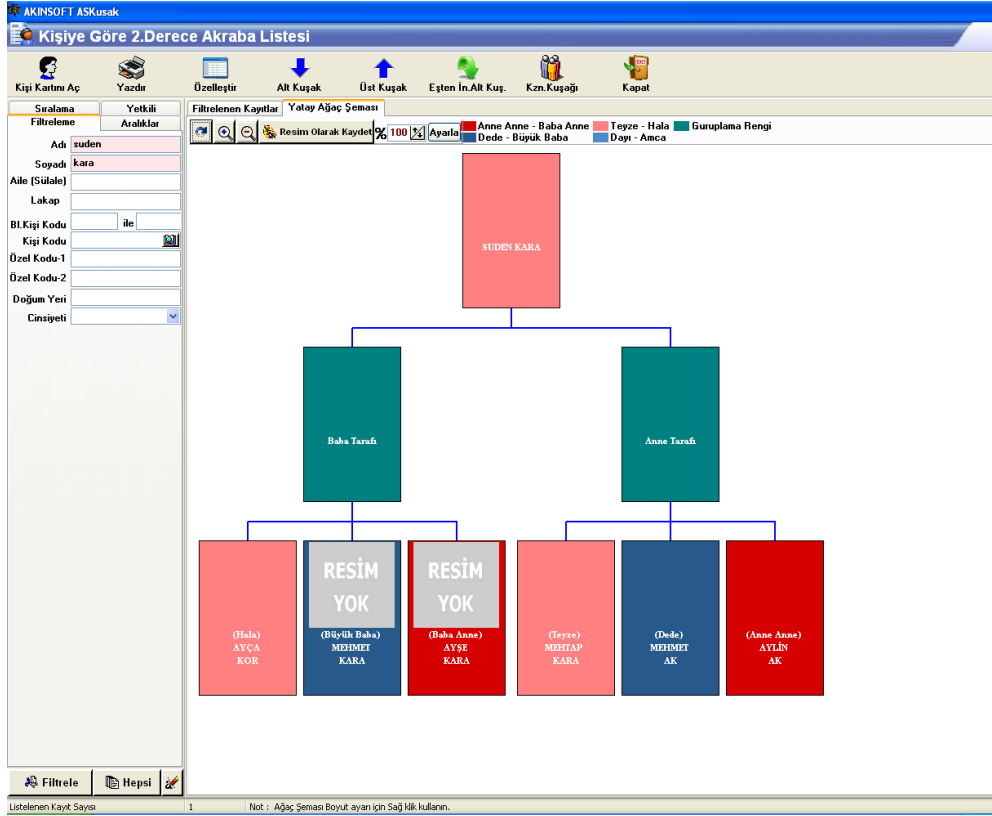 AKINSOFT ASKusak
Kişiye Göre 2.Derece Akraba Listesi
Kişi Kartını Aç Yazdır Özelleştir Alt Kuşak Üst Kuşak Eşten İn.Alt Kuş. Kzn.Kuşağı Kapat
Sıralama Yetkili
Filtreleme Aralıklar
Adı suden
Soyadı kara
Aile (Sülale)
Lakap
Bl.Kişi Kodu ile
Kişi Kodu
Özel Kodu-1
Özel Kodu-2
Doğum Yeri
Cinsiyeti
Filtrelenen Kayıtlar Yatay Ağaç Şeması
Resim Olarak Kaydet % 100 Ayarla
Anne Anne - Baba Anne Teyze - Hala Guruplama Rengi
Dede - Büyük Baba Dayı - Amca
SUDEN KARA
Baba Tarafı Anne Tarafı
(Hala)
AYÇA
KOR
RESİM
YOK
(Büyük Baba)
MEHMET
KARA
RESİM
YOK
(Baba Anne)
AYŞE
KARA
(Teyze)
MEHTAP
KARA
(Dede)
MEHMET
AK
(Anne Anne)
AYLİN
AK
Filtrele Hepsi
Listelenen Kayıt Sayısı 1 Not : Ağaç Şeması Boyut ayarı için Sağ klik kullanın.